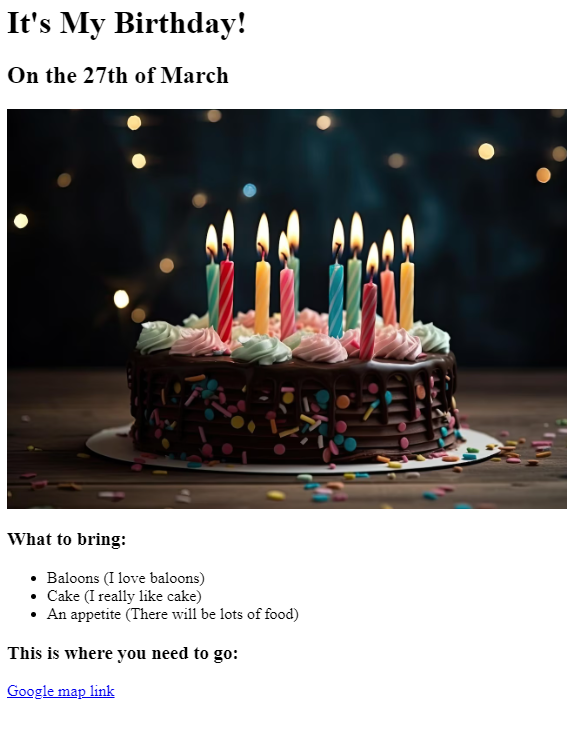 It's My Birthday!
On the 27th of March
What to bring:
Baloons (I love baloons)
Cake (I really like cake)
An appetite (There will be lots of food)
This is where you need to go:
Google map link